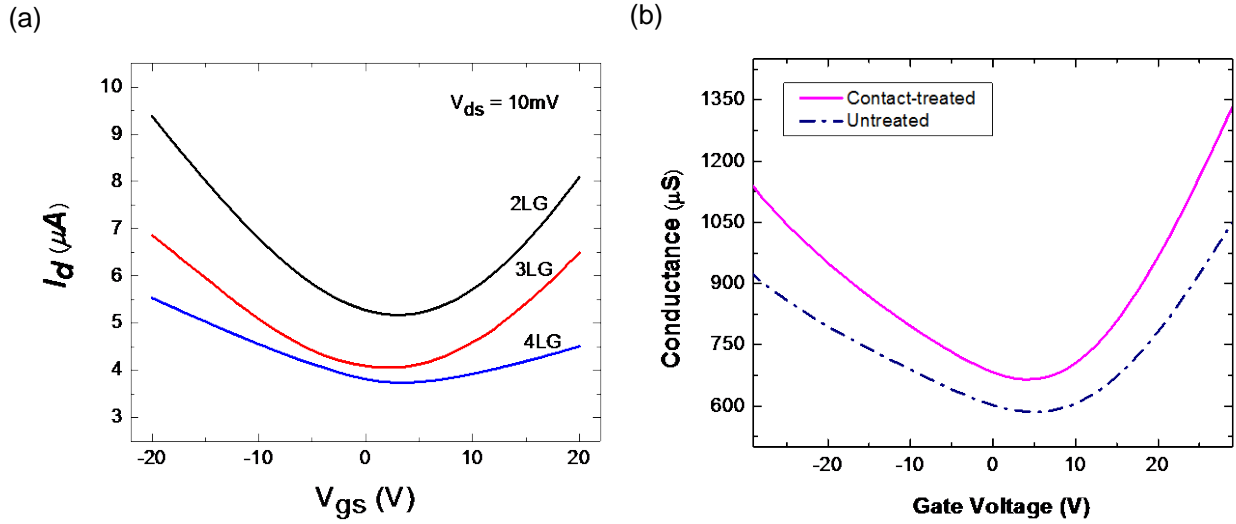 (a)
(b)
10
9
8
7
6
5
4
3
I_d (μA)
V_ds = 10mV
2LG
3LG
4LG
-20
-10
0
10
20
V_gs (V)
Contact-treated
Untreated
1350
1200
1050
900
750
600
Conductance (μS)
-20
-10
0
10
20
Gate Voltage (V)